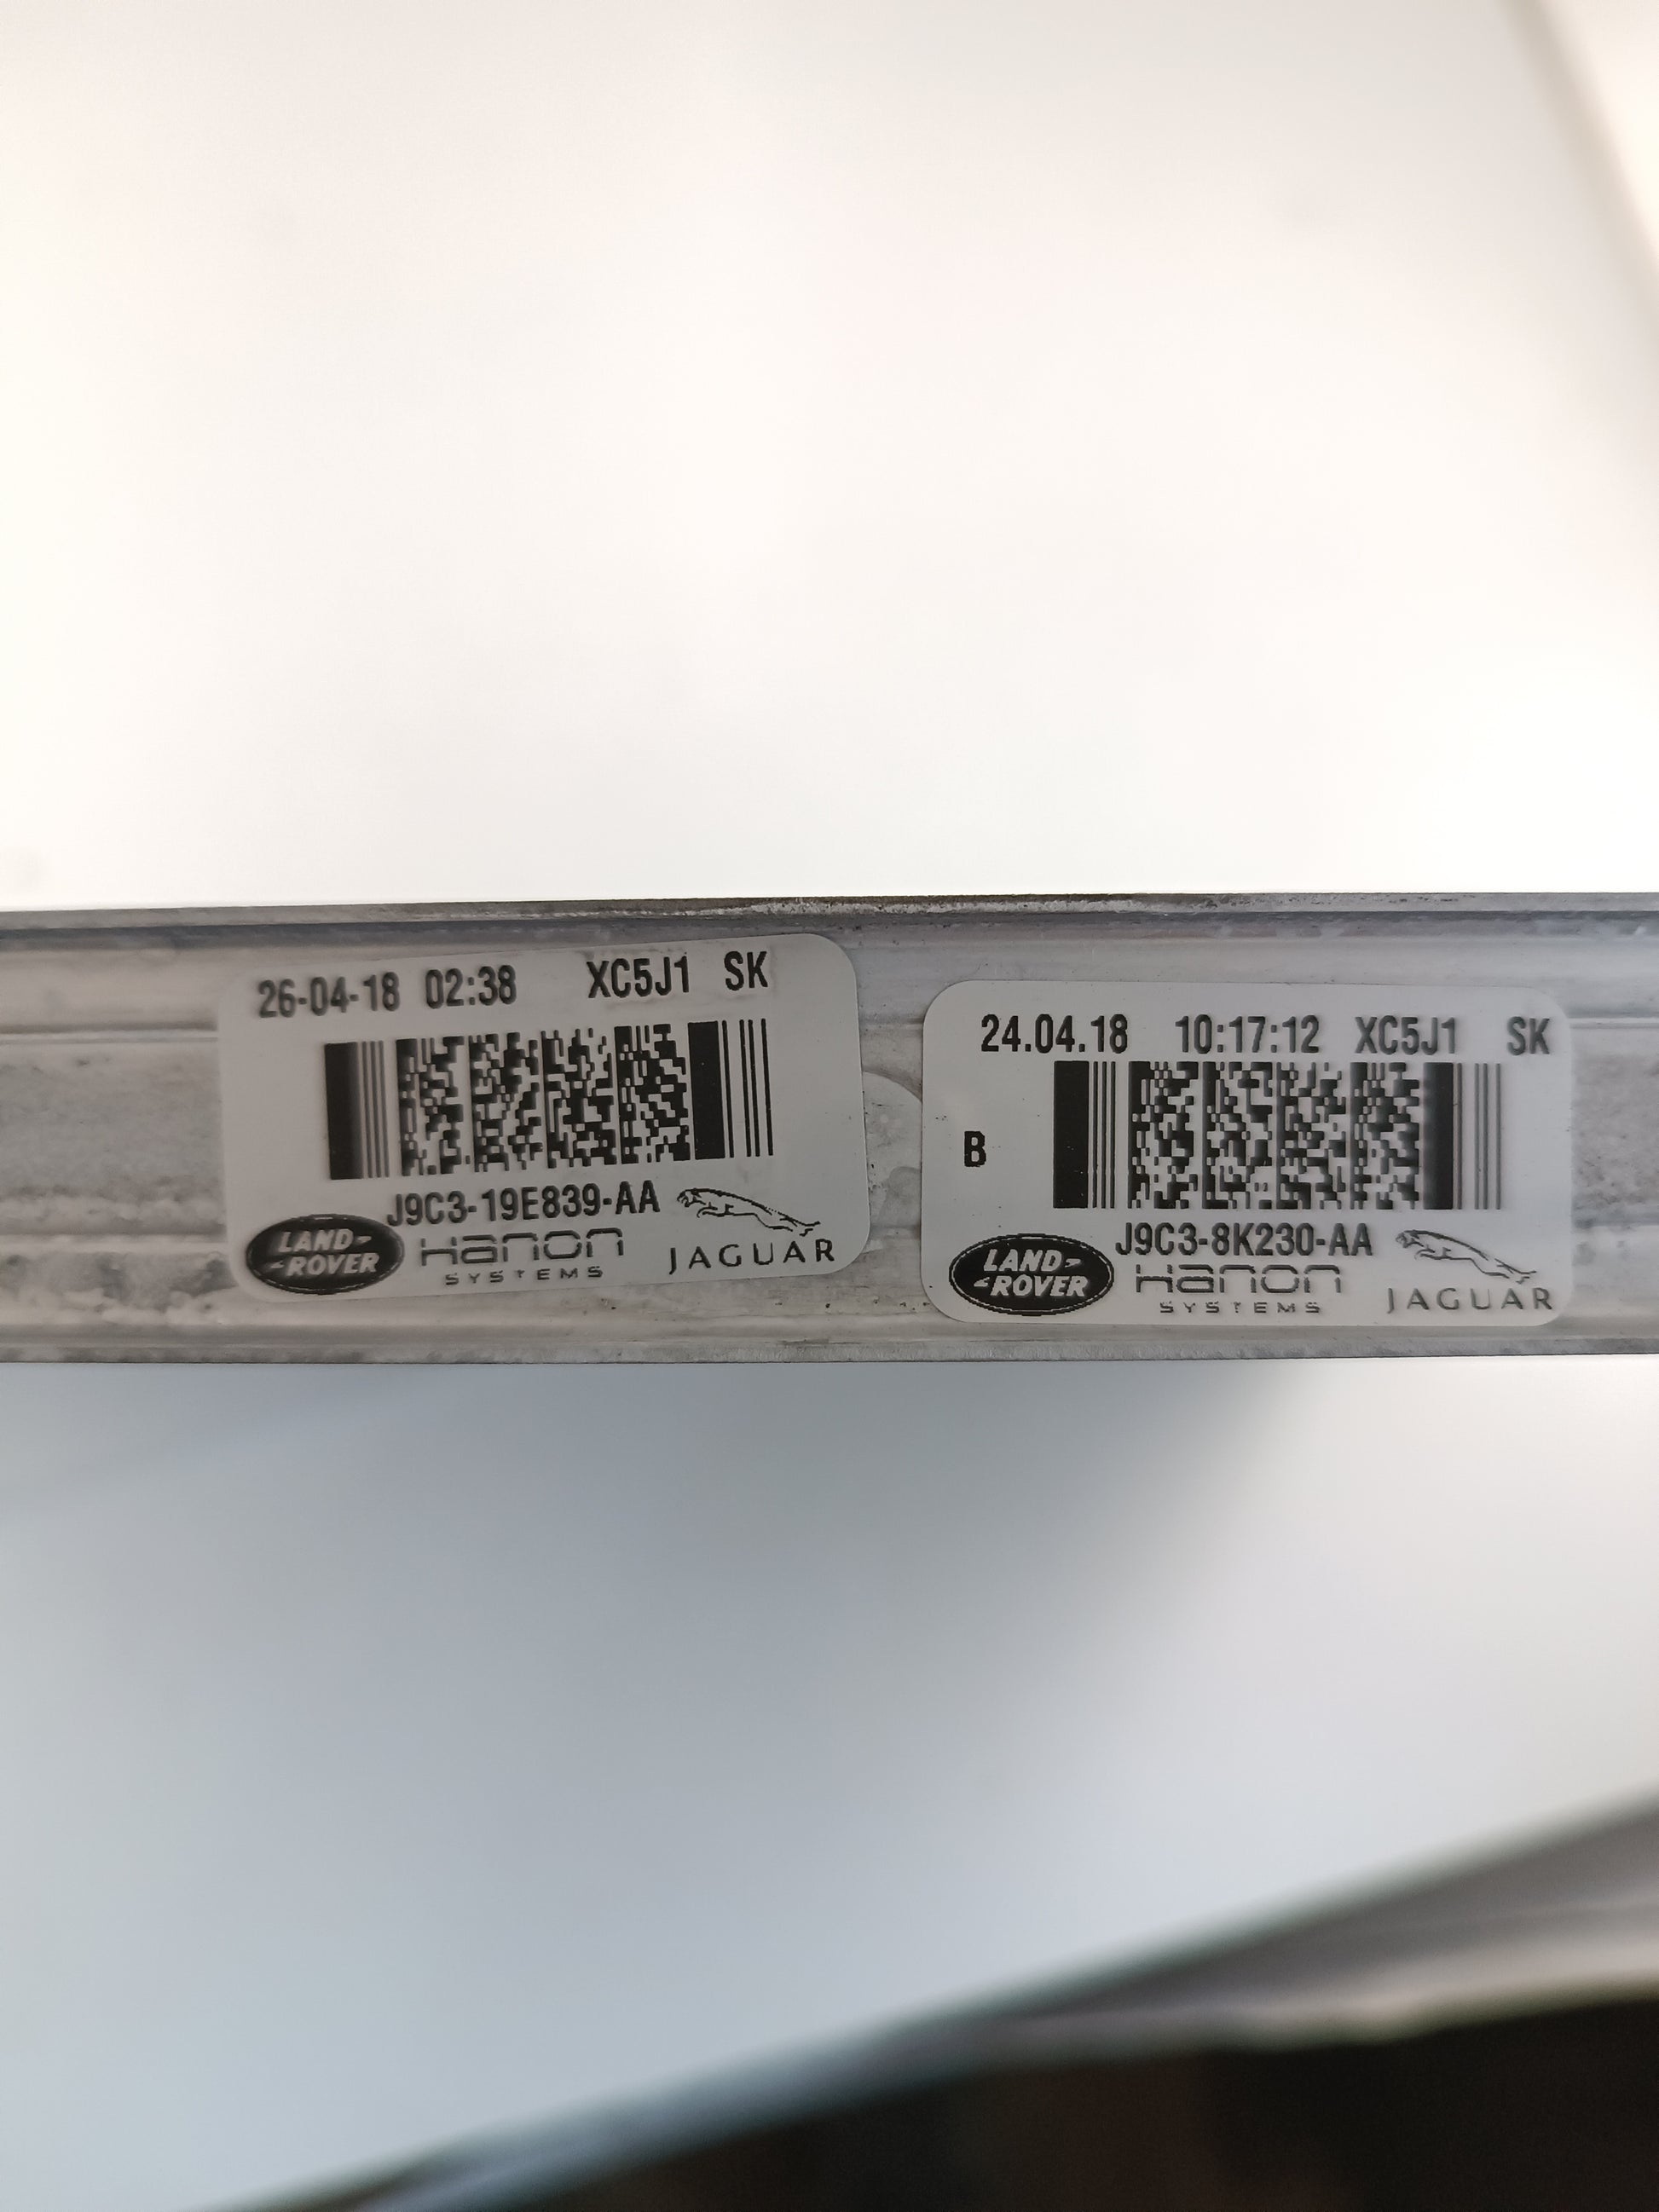 26-04-18 02:38 XC5J1 SK
J9C3-19E839-AA
LAND-
-ROVER
Hanon
SYSTEMS
JAGUAR
24.04.18 10:17:12 XC5J1 SK
B
J9C3-8K230-AA
LAND-
-ROVER
Hanon
SYSTEMS
JAGUAR